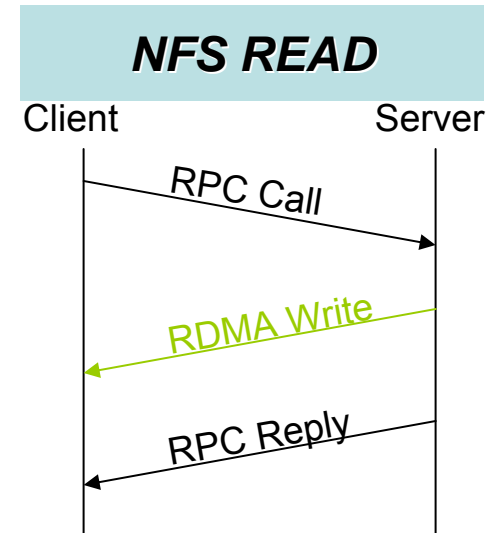 NFS READ
Client Server
RPC Call
RDMA Write
RPC Reply